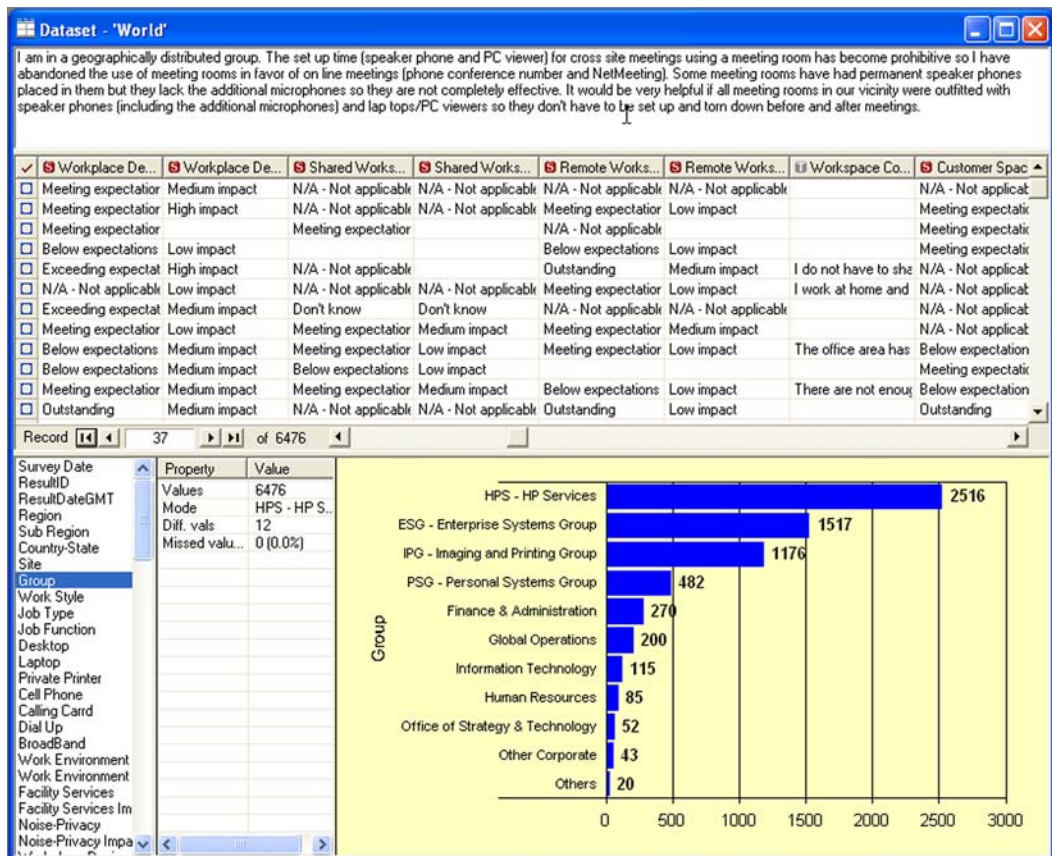 Dataset - 'World'
I am in a geographically distributed group. The set up time (speaker phone and PC viewer) for cross site meetings using a meeting room has become prohibitive so I have
abandoned the use of meeting rooms in favor of on line meetings (phone conference number and NetMeeting). Some meeting rooms have had permanent speaker phones
placed in them but they lack the additional microphones so they are not completely effective. It would be very helpful if all meeting rooms in our vicinity were outfitted with
speaker phones (including the additional microphones) and lap tops/PC viewers so they don't have to be set up and torn down before and after meetings.
Workplace De... Workplace De... Shared Works... Shared Works... Remote Works... Remote Works... Workspace Co... Customer Spac
Meeting expectatior Medium impact N/A - Not applicable N/A - Not applicable N/A - Not applicable N/A - Not applicable N/A - Not applicat
Meeting expectatior High impact N/A - Not applicable N/A - Not applicable Meeting expectatior Low impact Meeting expectatic
Meeting expectatior Meeting expectatior N/A - Not applicable Meeting expectatic
Below expectations Low impact Below expectations Low impact Meeting expectatic
Exceeding expectat High impact N/A - Not applicable Outstanding Medium impact I do not have to sha N/A - Not applicat
N/A - Not applicable Low impact N/A - Not applicable N/A - Not applicable Meeting expectatior Low impact I work at home and N/A - Not applicat
Exceeding expectat Medium impact Don't know Don't know N/A - Not applicable N/A - Not applicable N/A - Not applicat
Meeting expectatior Low impact Meeting expectatior Medium impact Meeting expectatior Medium impact N/A - Not applicat
Below expectations Medium impact Meeting expectatior Low impact Meeting expectatior Low impact The office area has Below expectation
Below expectations Medium impact Below expectations Low impact Meeting expectatic
Meeting expectatior Medium impact Meeting expectatior Medium impact Below expectations Low impact There are not enoug Below expectation
Outstanding Medium impact N/A - Not applicable N/A - Not applicable Outstanding Low impact Outstanding
Record 37 of 6476
Survey Date
ResultID
ResultDateGMT
Region
Sub Region
Country-State
Site
Group
Work Style
Job Type
Job Function
Desktop
Laptop
Private Printer
Cell Phone
Calling Carrd
Dial Up
BroadBand
Work Environment
Work Environment
Facility Services
Facility Services Im
Noise-Privacy
Noise-Privacy Impa
Property Value
Values 6476
Mode HPS - HP S..
Diff. vals 12
Missed valu... 0 (0.0%)
Group
HPS - HP Services 2516
ESG - Enterprise Systems Group 1517
IPG - Imaging and Printing Group 1176
PSG - Personal Systems Group 482
Finance & Administration 270
Global Operations 200
Information Technology 115
Human Resources 85
Office of Strategy & Technology 52
Other Corporate 43
Others 20
0 500 1000 1500 2000 2500 3000